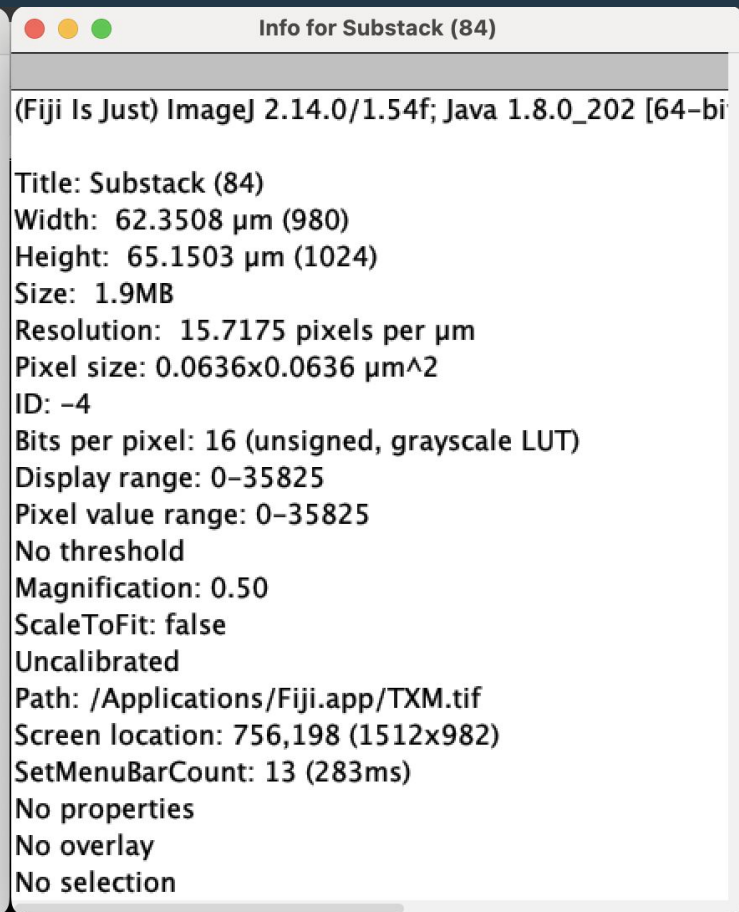 Info for Substack (84)
(Fiji Is Just) ImageJ 2.14.0/1.54f; Java 1.8.0_202 [64-bi
Title: Substack (84)
Width:  62.3508 µm (980)
Height:  65.1503 µm (1024)
Size:  1.9MB
Resolution:  15.7175 pixels per µm
Pixel size: 0.0636x0.0636 µm^2
ID: -4
Bits per pixel: 16 (unsigned, grayscale LUT)
Display range: 0-35825
Pixel value range: 0-35825
No threshold
Magnification: 0.50
ScaleToFit: false
Uncalibrated
Path: /Applications/Fiji.app/TXM.tif
Screen location: 756,198 (1512x982)
SetMenuBarCount: 13 (283ms)
No properties
No overlay
No selection